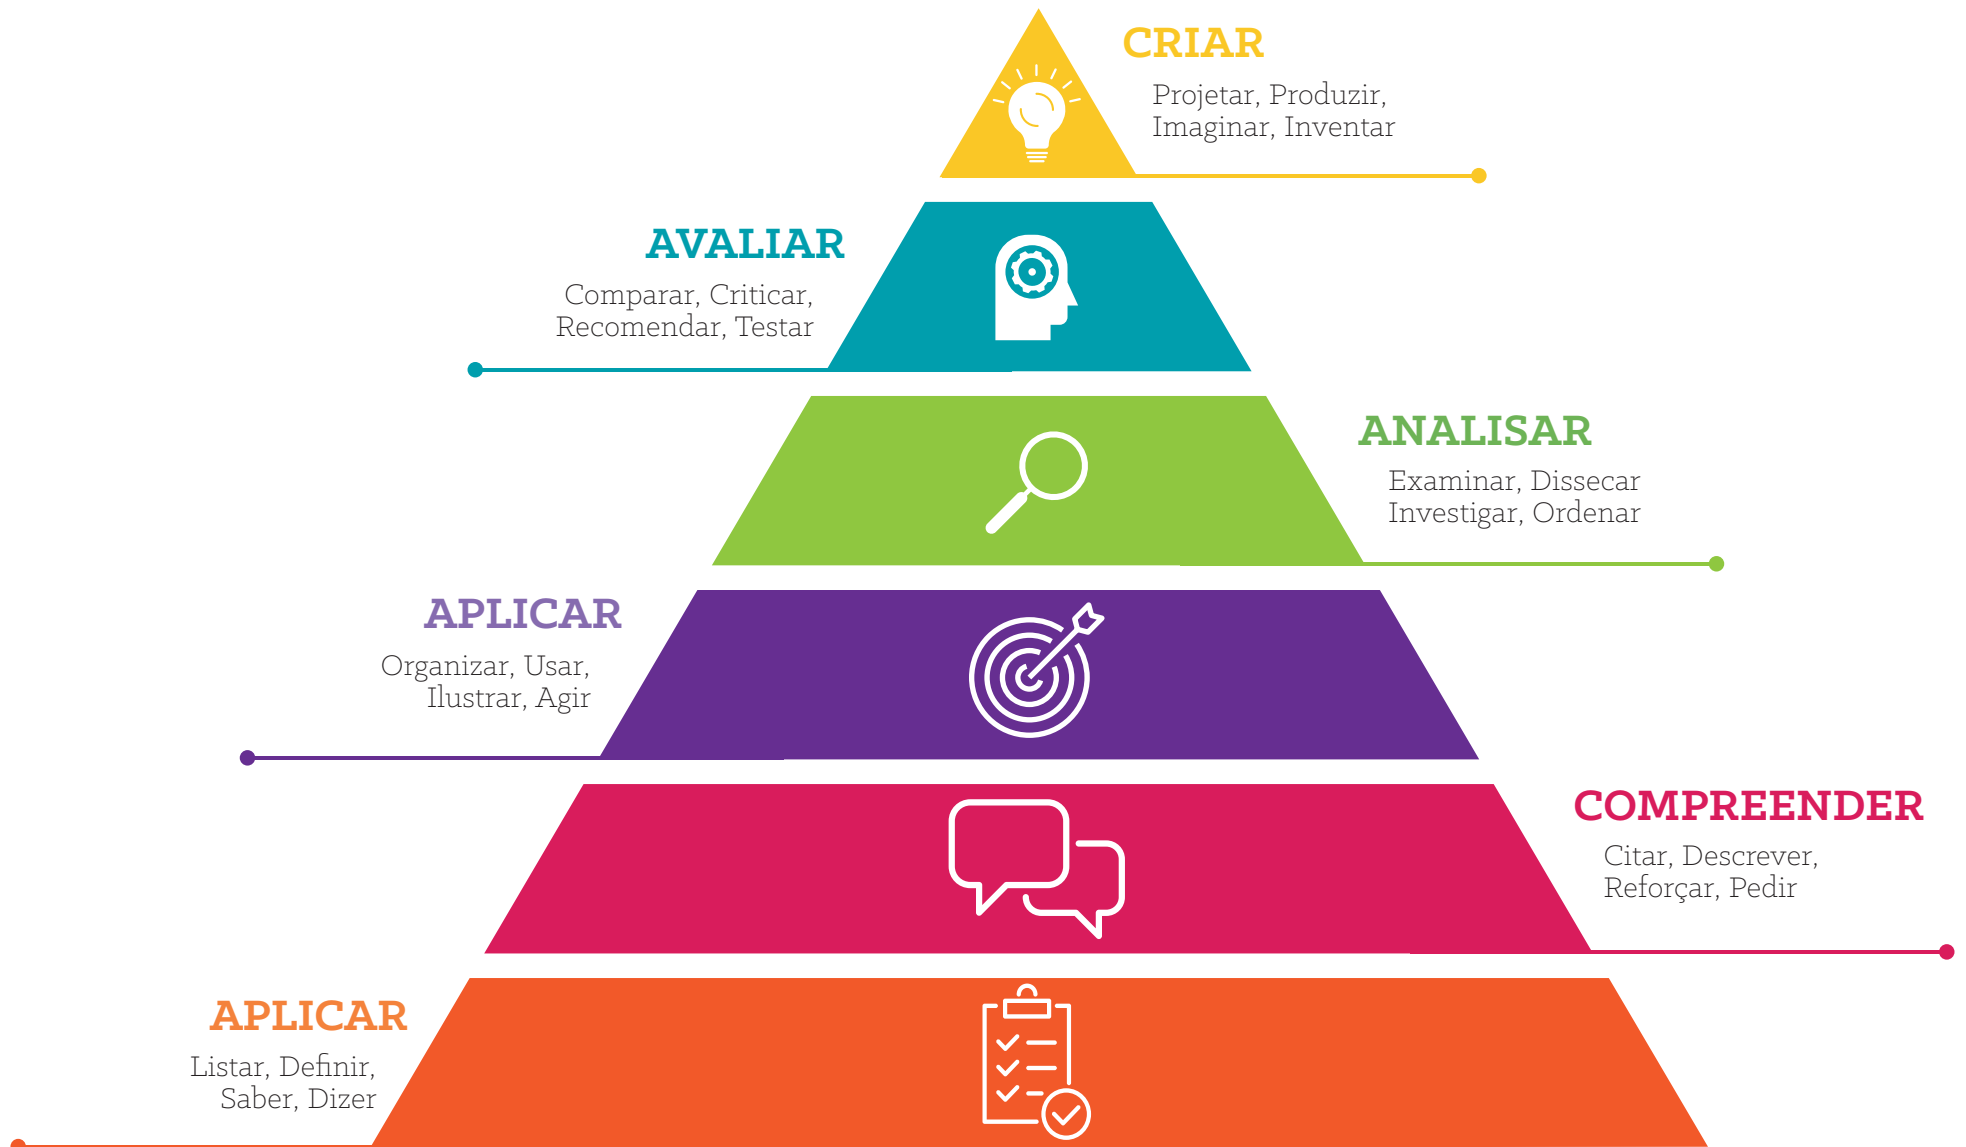 CRIAR
Projetar, Produzir,
Imaginar, Inventar
AVALIAR
Comparar, Criticar,
Recomendar, Testar
ANALISAR
Examinar, Dissecar
Investigar, Ordenar
APLICAR
Organizar, Usar,
Ilustrar, Agir
COMPREENDER
Citar, Descrever,
Reforçar, Pedir
APLICAR
Listar, Definir,
Saber, Dizer